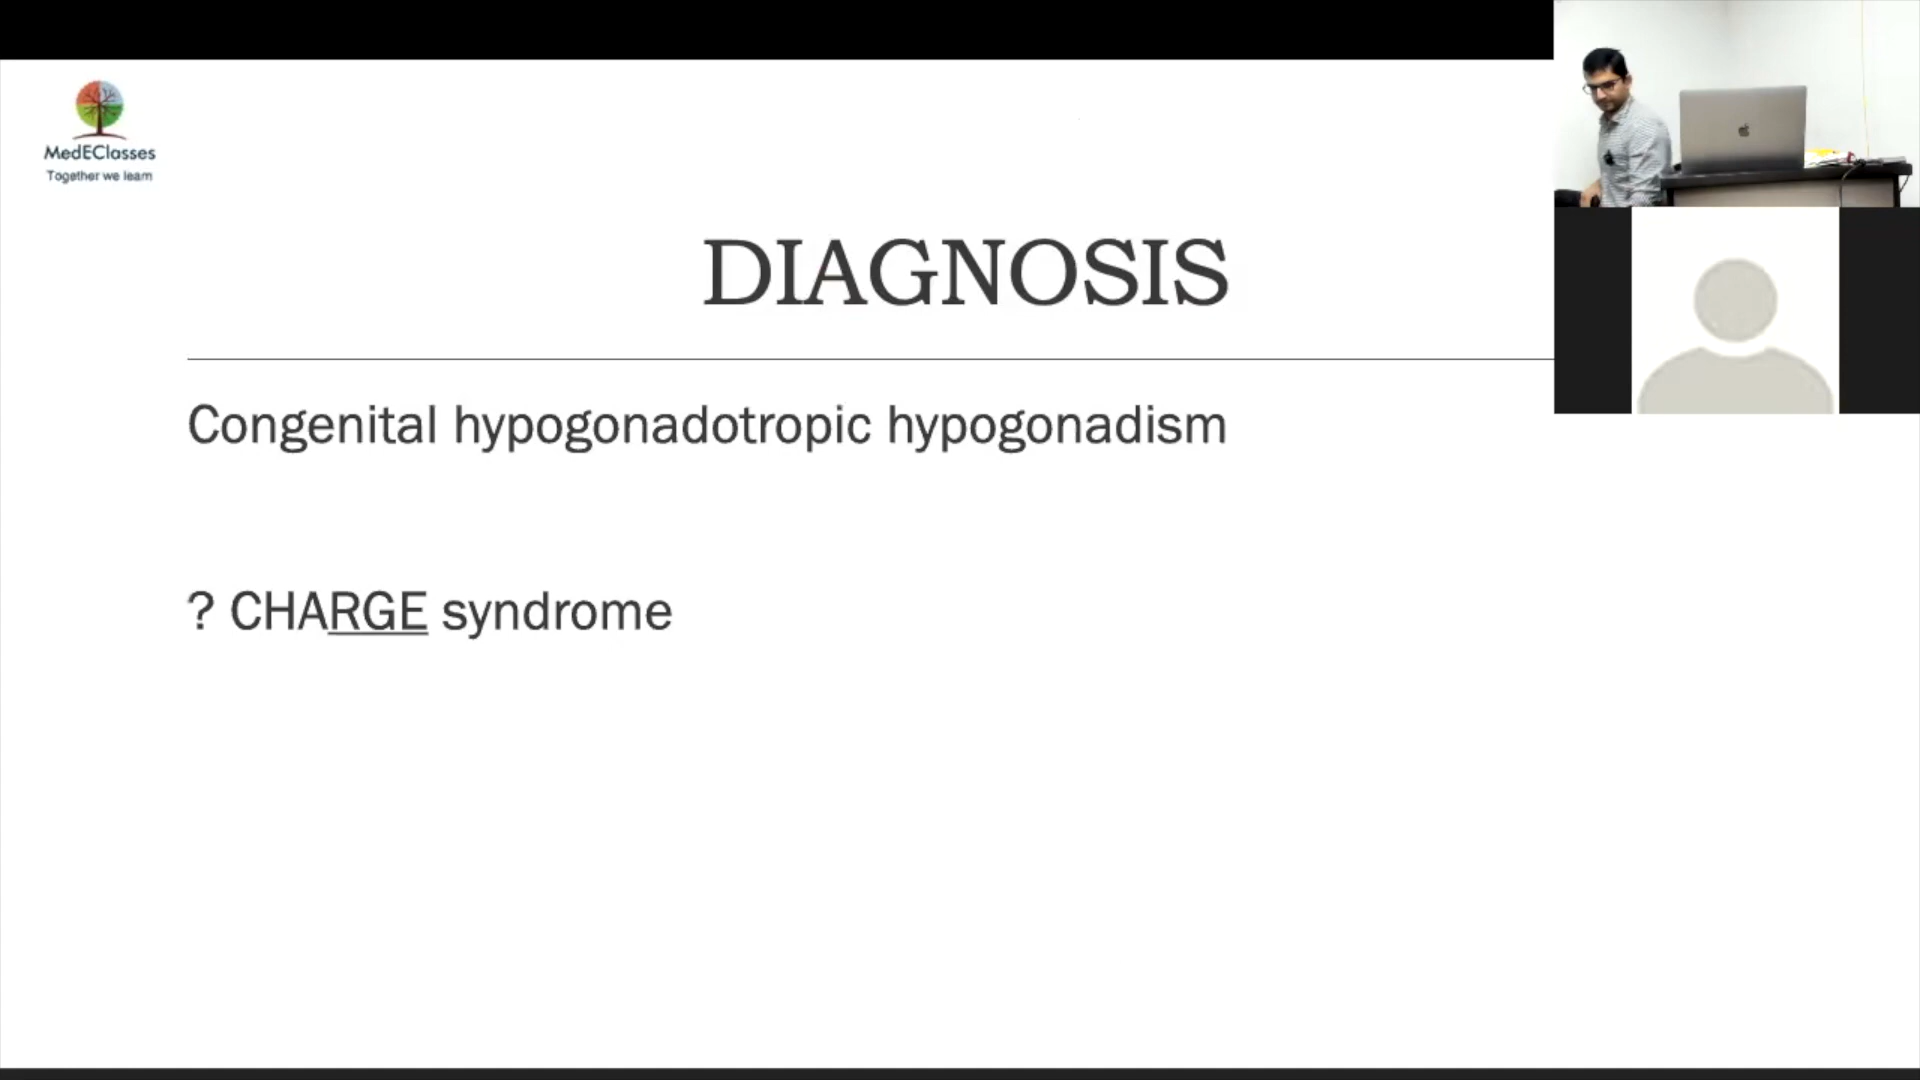 MedEClasses
Together we learn
DIAGNOSIS
Congenital hypogonadotropic hypogonadism
? CHARGE syndrome